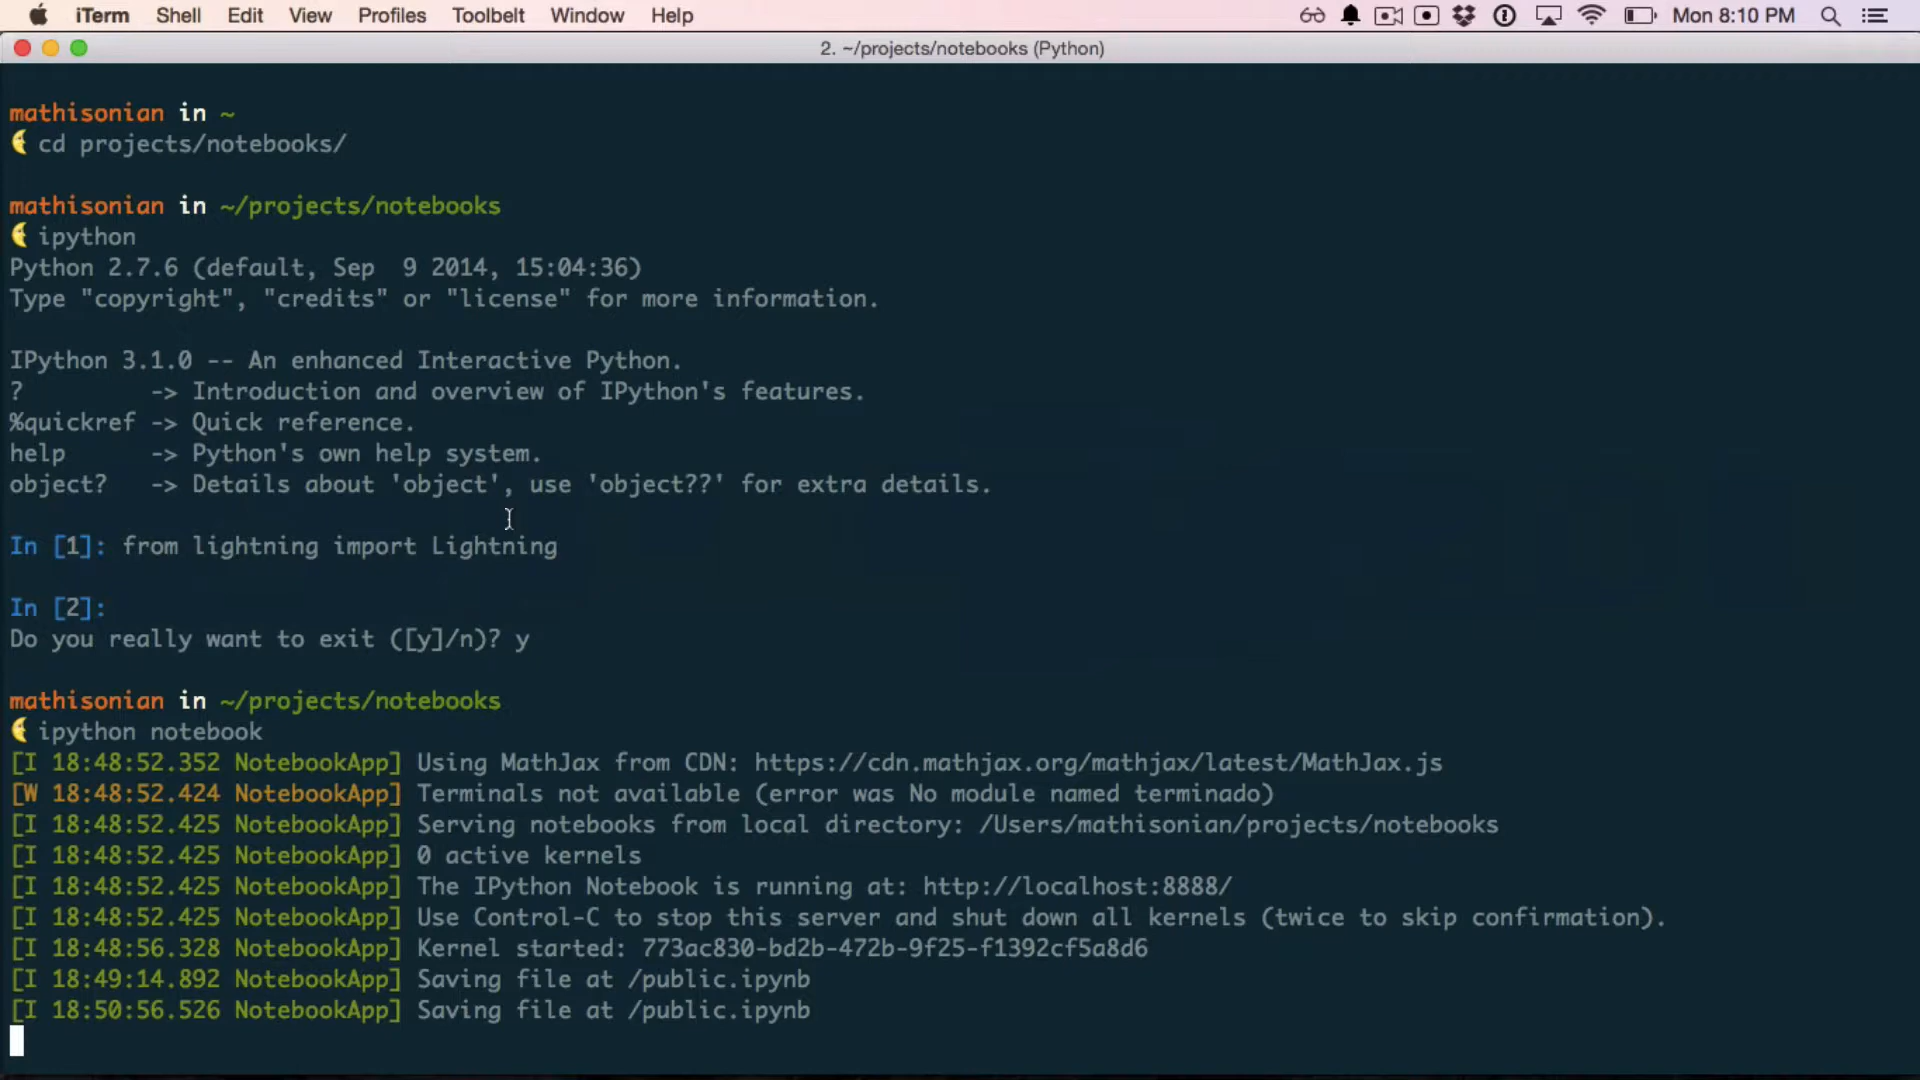 iTerm Shell Edit View Profiles Toolbelt Window Help Mon 8:10 PM
2. ~/projects/notebooks (Python)
mathisonian in ~
cd projects/notebooks/
mathisonian in ~/projects/notebooks
ipython
Python 2.7.6 (default, Sep  9 2014, 15:04:36)
Type "copyright", "credits" or "license" for more information.
IPython 3.1.0 -- An enhanced Interactive Python.
?         -> Introduction and overview of IPython's features.
%quickref -> Quick reference.
help      -> Python's own help system.
object?   -> Details about 'object', use 'object??' for extra details.
In [1]: from lightning import Lightning
In [2]:
Do you really want to exit ([y]/n)? y
mathisonian in ~/projects/notebooks
ipython notebook
[I 18:48:52.352 NotebookApp] Using MathJax from CDN: https://cdn.mathjax.org/mathjax/latest/MathJax.js
[W 18:48:52.424 NotebookApp] Terminals not available (error was No module named terminado)
[I 18:48:52.425 NotebookApp] Serving notebooks from local directory: /Users/mathisonian/projects/notebooks
[I 18:48:52.425 NotebookApp] 0 active kernels
[I 18:48:52.425 NotebookApp] The IPython Notebook is running at: http://localhost:8888/
[I 18:48:52.425 NotebookApp] Use Control-C to stop this server and shut down all kernels (twice to skip confirmation).
[I 18:48:56.328 NotebookApp] Kernel started: 773ac830-bd2b-472b-9f25-f1392cf5a8d6
[I 18:49:14.892 NotebookApp] Saving file at /public.ipynb
[I 18:50:56.526 NotebookApp] Saving file at /public.ipynb